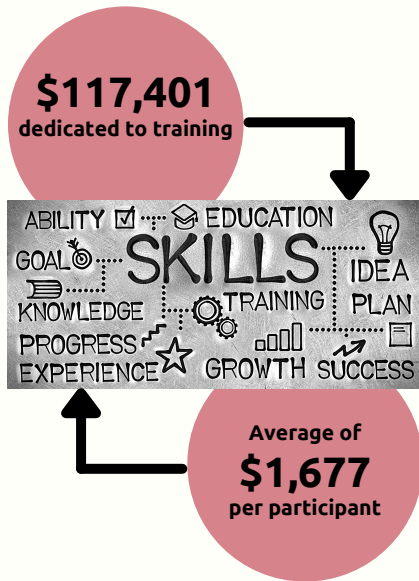 $117,401
dedicated to training
ABILITY EDUCATION
GOAL SKILLS IDEA
KNOWLEDGE TRAINING PLAN
PROGRESS
EXPERIENCE GROWTH SUCCESS
Average of
$1,677
per participant